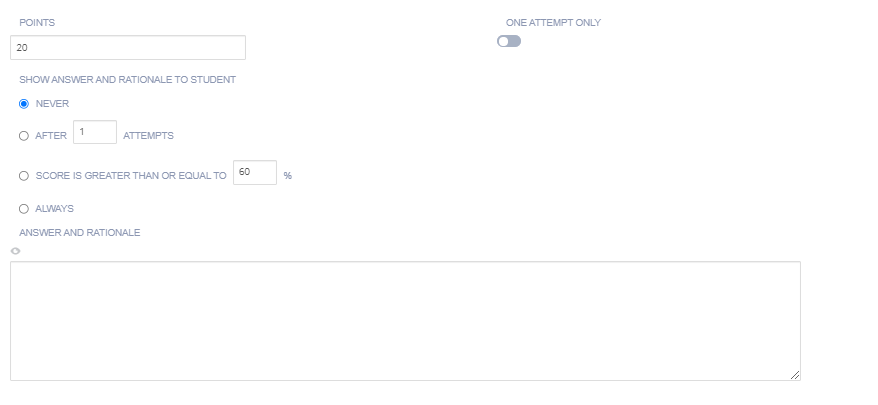 POINTS
ONE ATTEMPT ONLY
20
SHOW ANSWER AND RATIONALE TO STUDENT
NEVER
AFTER 1 ATTEMPTS
SCORE IS GREATER THAN OR EQUAL TO 60 %
ALWAYS
ANSWER AND RATIONALE